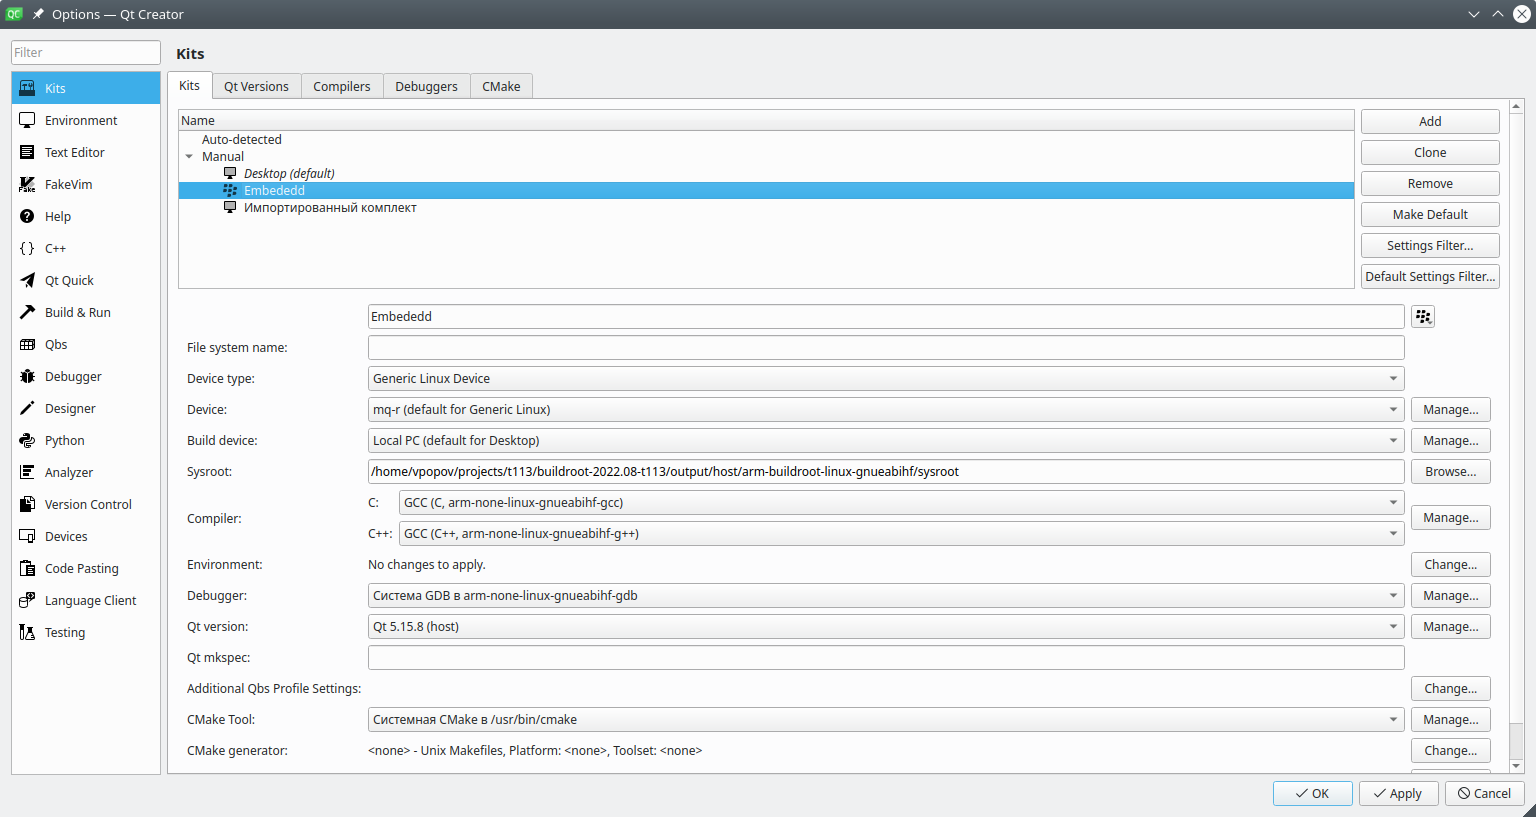 Options — Qt Creator
Filter
Kits
Environment
Text Editor
FakeVim
Help
C++
Qt Quick
Build & Run
Qbs
Debugger
Designer
Python
Analyzer
Version Control
Devices
Code Pasting
Language Client
Testing
Kits
Kits Qt Versions Compilers Debuggers CMake
Name
Auto-detected
Manual
Desktop (default)
Embededd
Импортированный комплект
Add
Clone
Remove
Make Default
Settings Filter...
Default Settings Filter...
Embededd
File system name:
Device type: Generic Linux Device
Device: mq-r (default for Generic Linux) Manage...
Build device: Local PC (default for Desktop) Manage...
Sysroot: /home/vpopov/projects/t113/buildroot-2022.08-t113/output/host/arm-buildroot-linux-gnueabihf/sysroot Browse...
Compiler: C: GCC (C, arm-none-linux-gnueabihf-gcc)
C++: GCC (C++, arm-none-linux-gnueabihf-g++) Manage...
Environment: No changes to apply. Change...
Debugger: Система GDB в arm-none-linux-gnueabihf-gdb Manage...
Qt version: Qt 5.15.8 (host) Manage...
Qt mkspec:
Additional Qbs Profile Settings: Change...
CMake Tool: Системная CMake в /usr/bin/cmake Manage...
CMake generator: <none> - Unix Makefiles, Platform: <none>, Toolset: <none> Change...
OK Apply Cancel